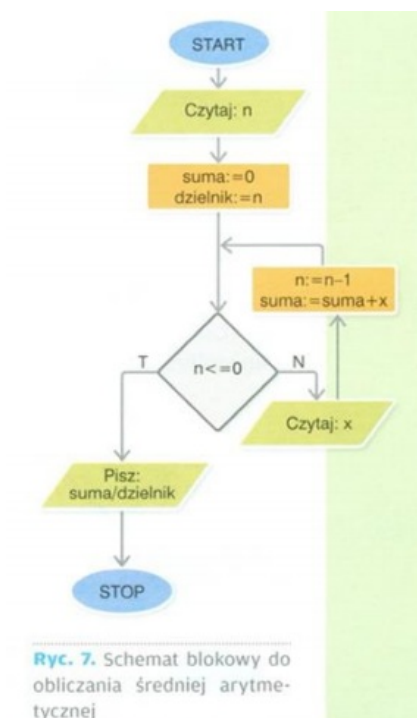 START
Czytaj: n
suma:=0
dzielnik:=n
n:=n–1
suma:=suma+x
n<=0
T
N
Czytaj: x
Pisz:
suma/dzielnik
STOP
Ryc. 7. Schemat blokowy do
obliczania średniej arytme-
tycznej